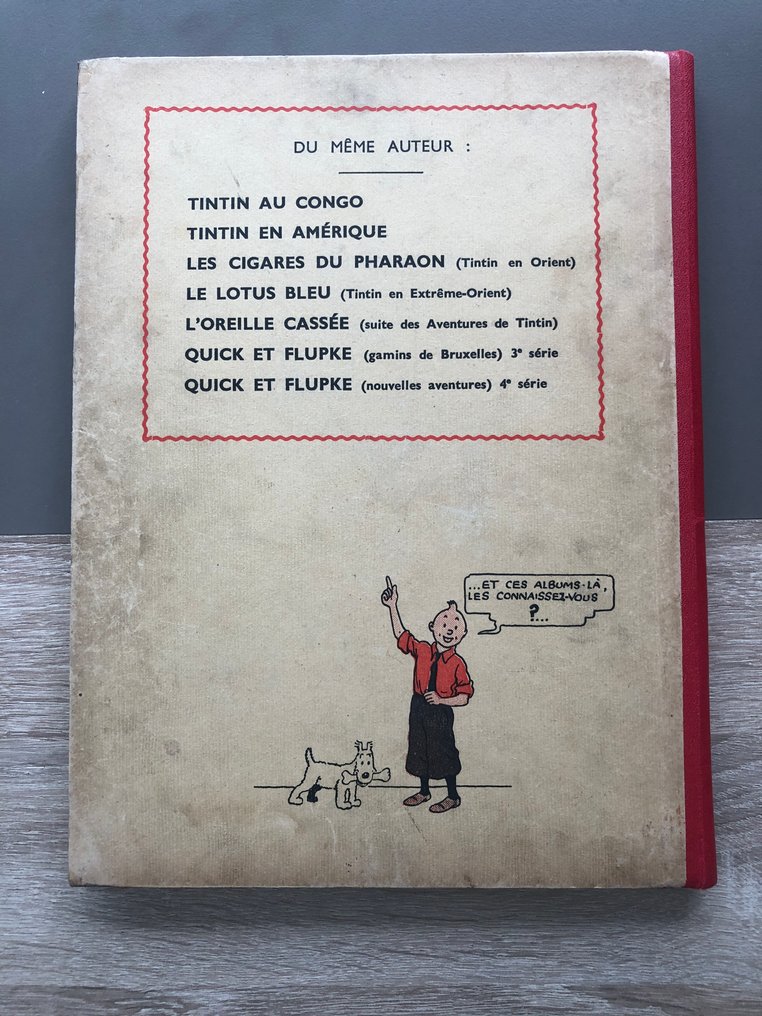 DU MÊME AUTEUR :
TINTIN AU CONGO
TINTIN EN AMÉRIQUE
LES CIGARES DU PHARAON (Tintin en Orient)
LE LOTUS BLEU (Tintin en Extrême-Orient)
L'OREILLE CASSÉE (suite des Aventures de Tintin)
QUICK ET FLUPKE (gamins de Bruxelles) 3e série
QUICK ET FLUPKE (nouvelles aventures) 4e série
...ET CES ALBUMS-LÀ,
LES CONNAISSEZ-VOUS
?...